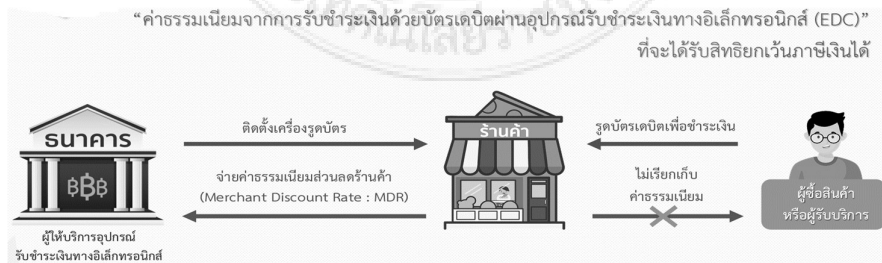 “ค่าธรรมเนียมจากการรับชำระเงินด้วยบัตรเดบิตผ่านอุปกรณ์รับชำระเงินทางอิเล็กทรอนิกส์ (EDC)”
ที่จะได้รับสิทธิยกเว้นภาษีเงินได้
ธนาคาร
฿฿฿
ผู้ให้บริการอุปกรณ์
รับชำระเงินทางอิเล็กทรอนิกส์
ติดตั้งเครื่องรูดบัตร
จ่ายค่าธรรมเนียมส่วนลดร้านค้า
(Merchant Discount Rate : MDR)
ร้านค้า
รูดบัตรเดบิตเพื่อชำระเงิน
ไม่เรียกเก็บ
ค่าธรรมเนียม
ผู้ซื้อสินค้า
หรือผู้รับบริการ